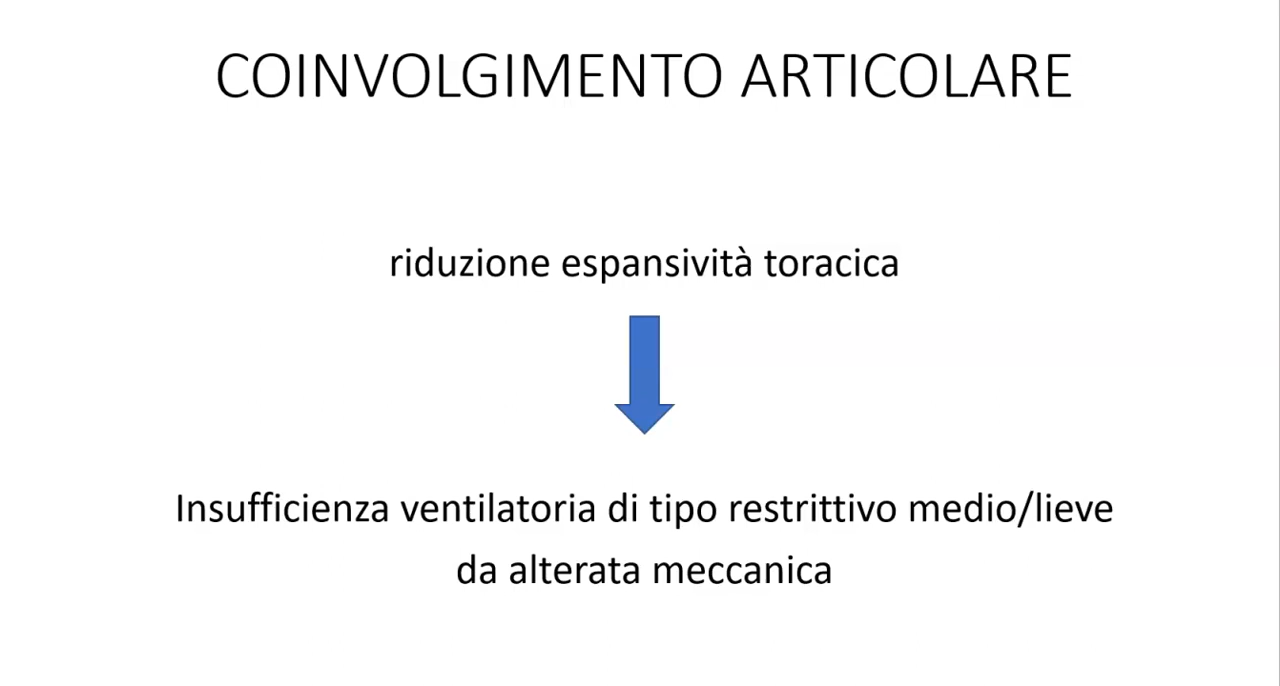 COINVOLGIMENTO ARTICOLARE
riduzione espansività toracica
Insufficienza ventilatoria di tipo restrittivo medio/lieve
da alterata meccanica